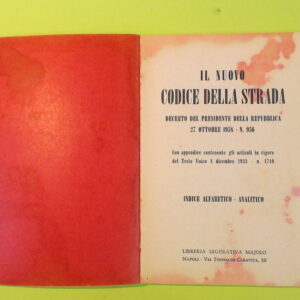 IL NUOVO
CODICE DELLA STRADA
DECRETO DEL PRESIDENTE DELLA REPUBBLICA
27 OTTOBRE 1958 - N. 956
Con appendice contenente gli articoli in vigore
del Testo Unico 8 dicembre 1933 - n. 1740
INDICE ALFABETICO - ANALITICO
LIBRERIA LEGISLATIVA MAJOLO
NAPOLI - VIA TOMMASO CARAVITA, 30